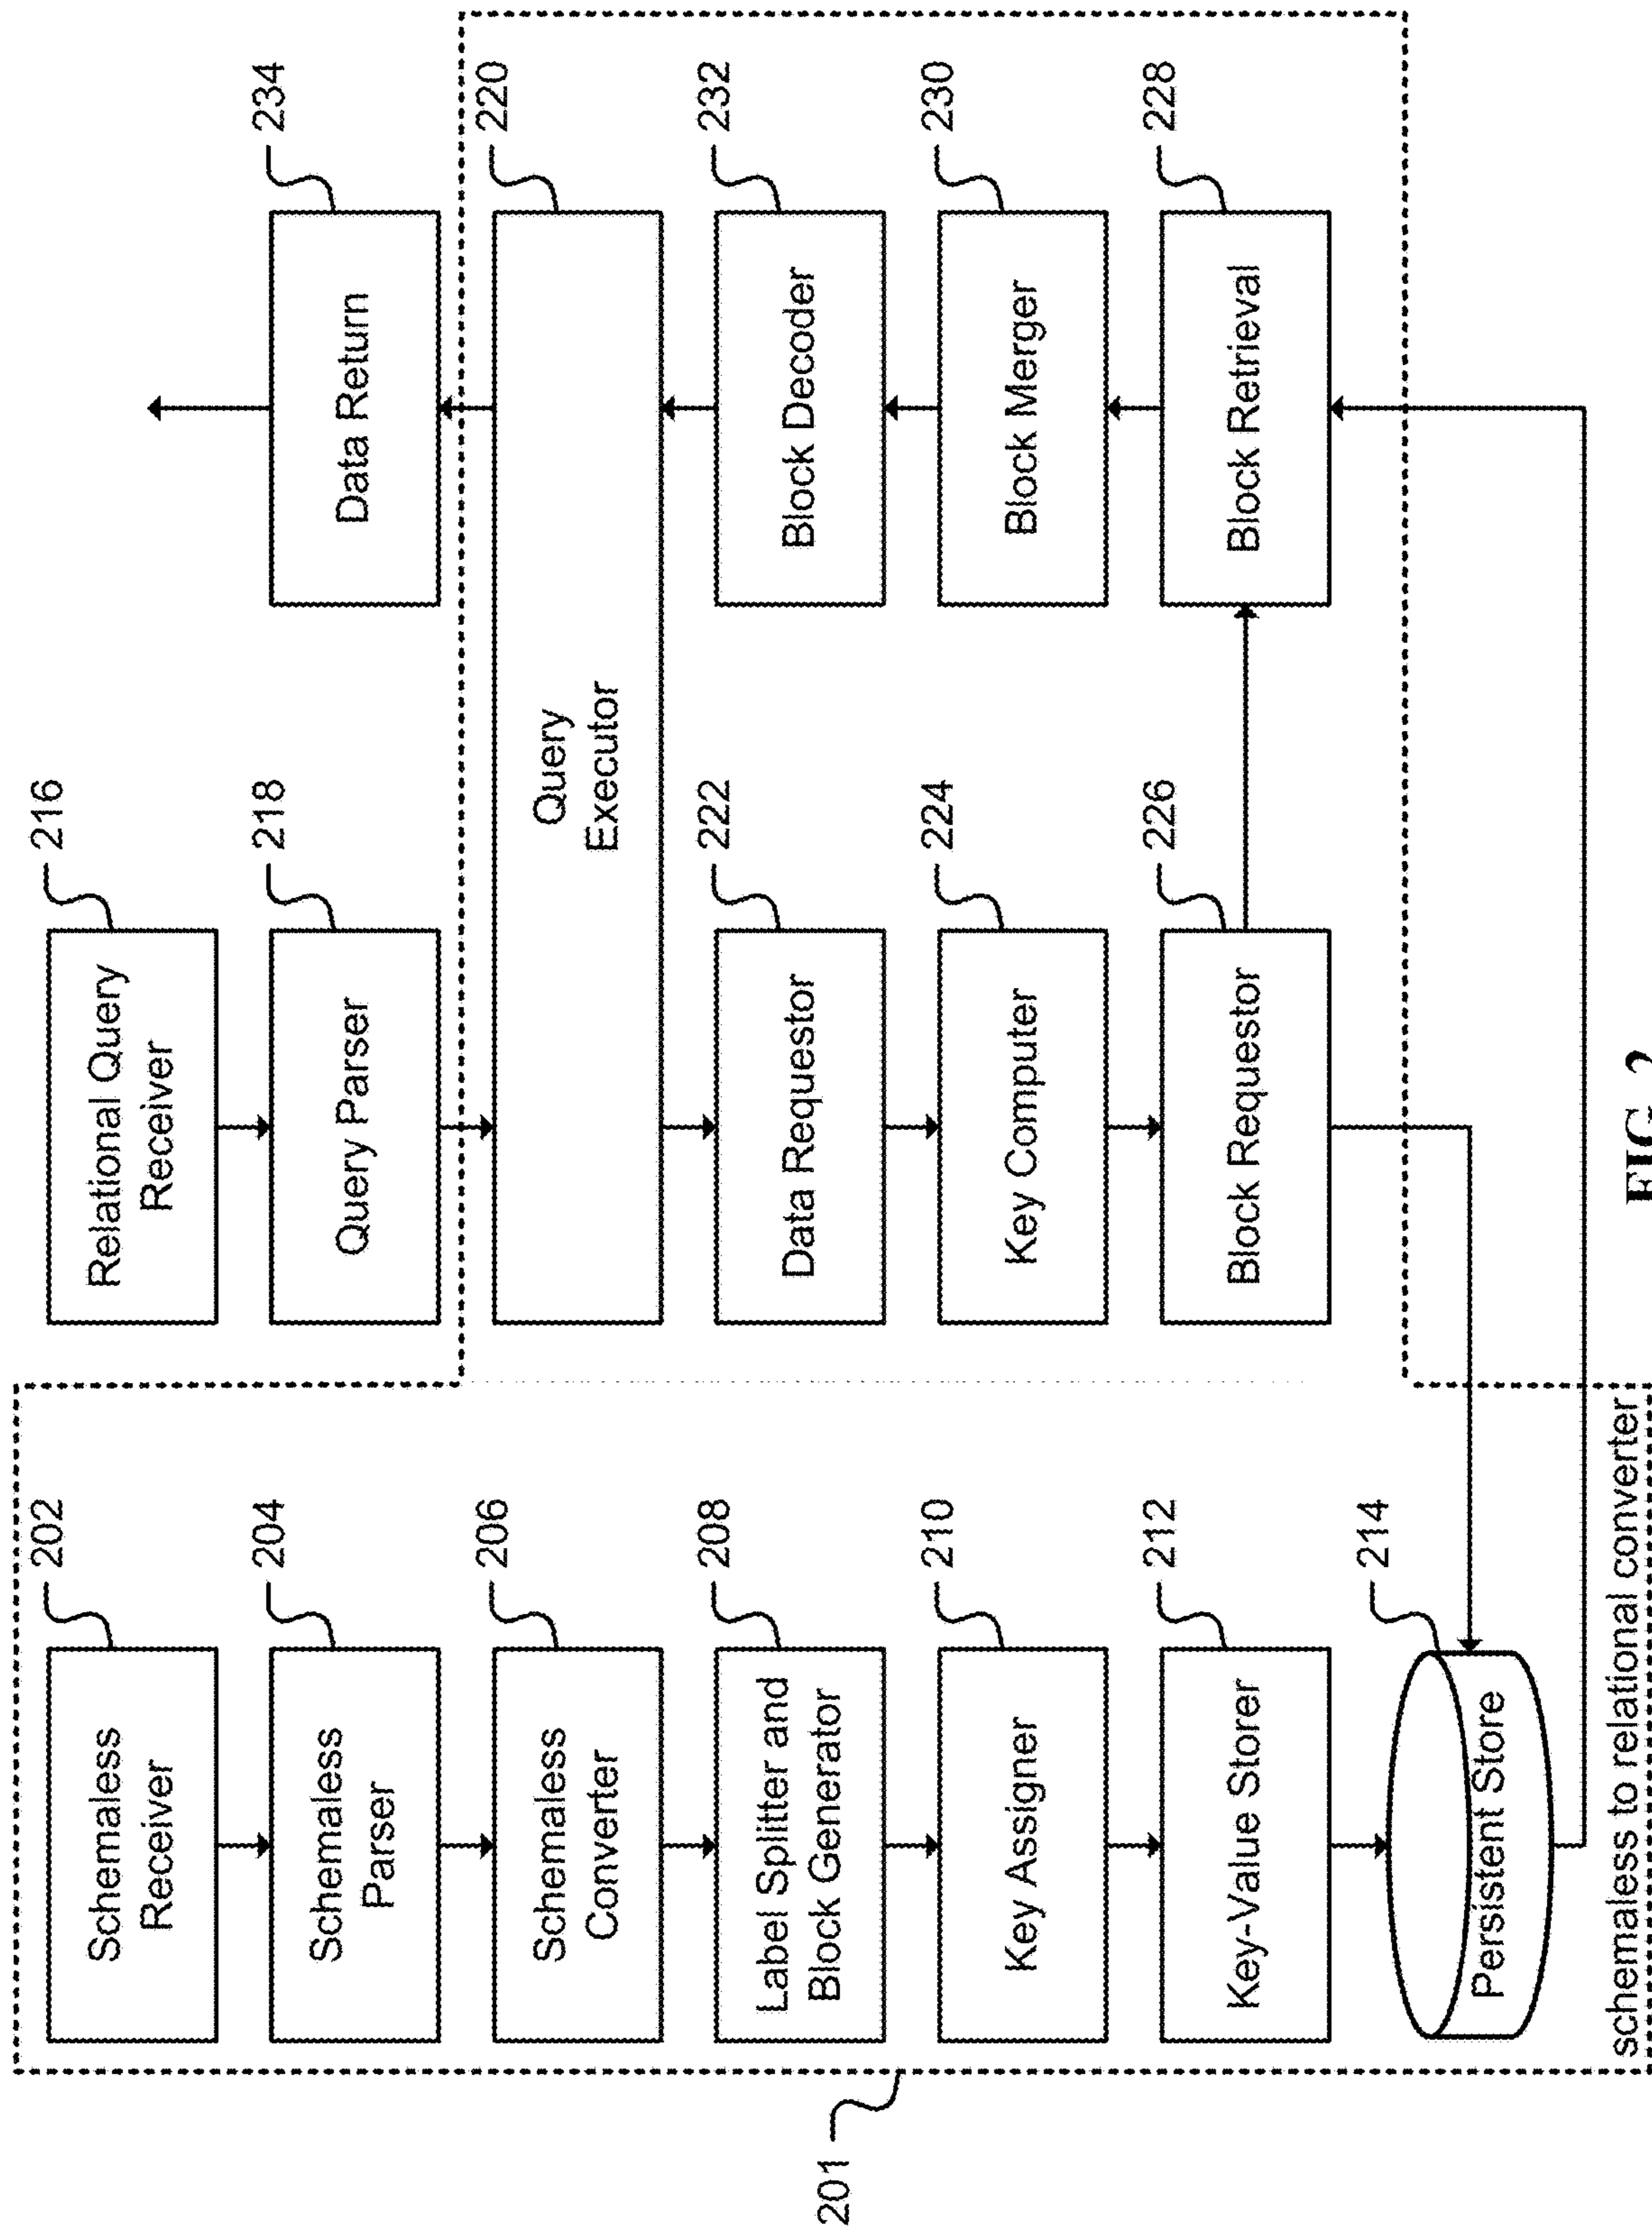 202
Schemaless
Receiver
204
Schemaless
Parser
206
Schemaless
Converter
208
Label Splitter and
Block Generator
210
Key Assigner
212
Key-Value Storer
214
Persistent Store
schemaless to relational converter
201
216
Relational Query
Receiver
218
Query Parser
220
Query
Executor
222
Data Requestor
224
Key Computer
226
Block Requestor
228
Block Retrieval
230
Block Merger
232
Block Decoder
234
Data Return
FIG. 2